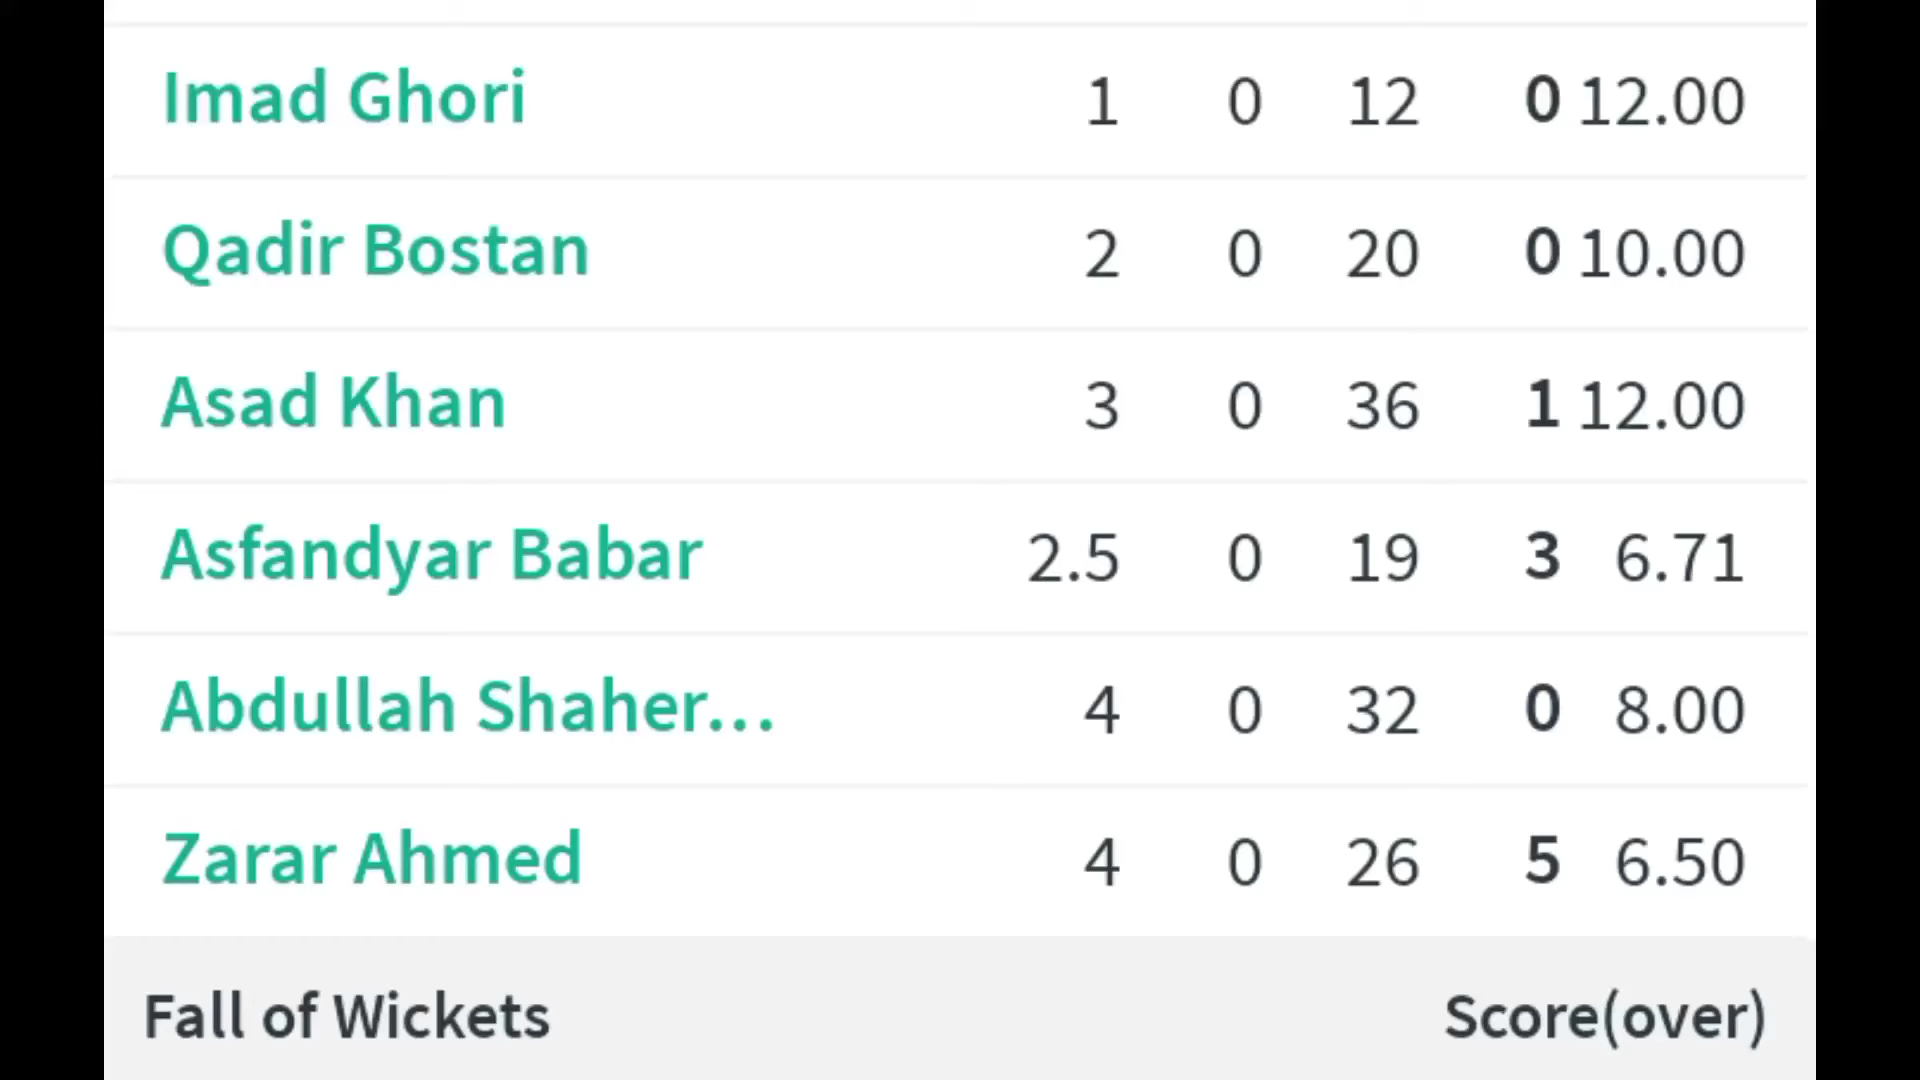 Imad Ghori 1 0 12 0 12.00
Qadir Bostan 2 0 20 0 10.00
Asad Khan 3 0 36 1 12.00
Asfandyar Babar 2.5 0 19 3 6.71
Abdullah Shaher... 4 0 32 0 8.00
Zarar Ahmed 4 0 26 5 6.50
Fall of Wickets Score(over)